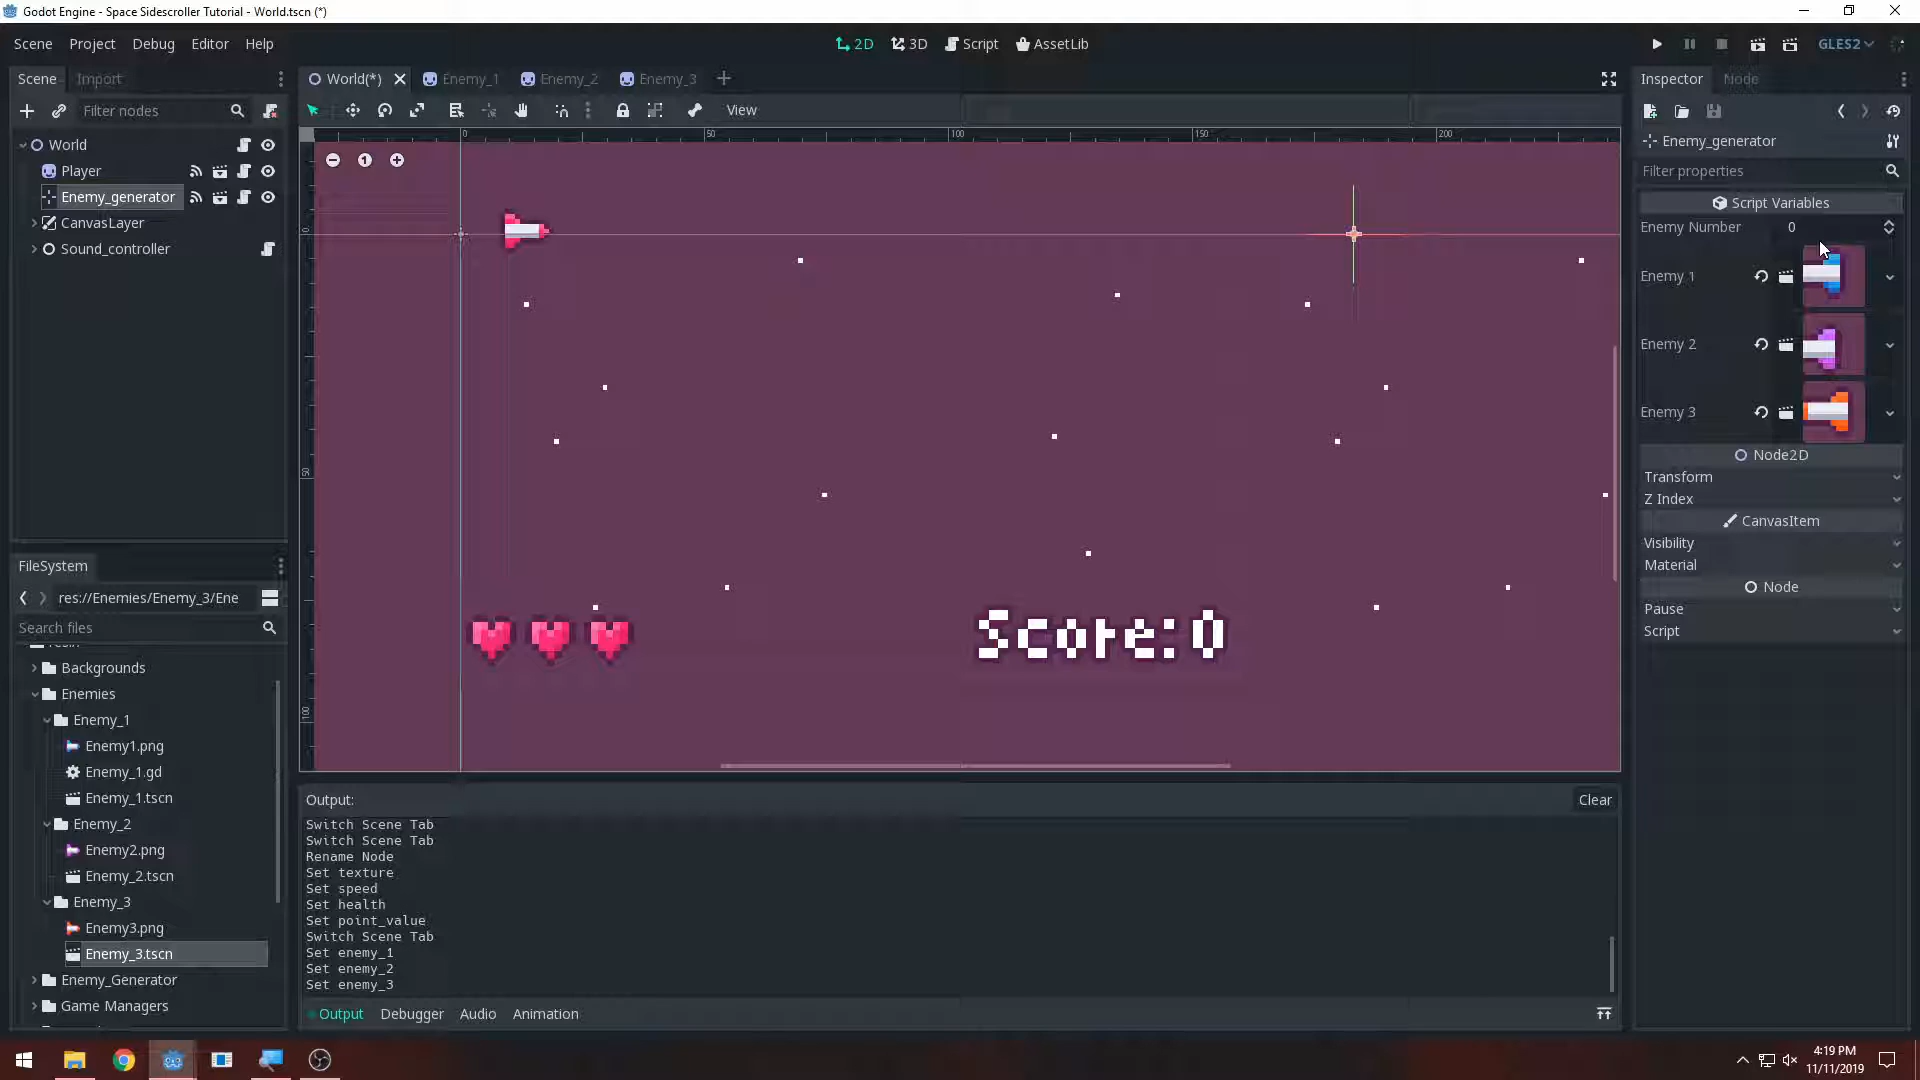 Godot Engine - Space Sidescroller Tutorial - World.tscn (*)
Scene Project Debug Editor Help
2D 3D Script AssetLib
GLES2
Scene Import
World(*) Enemy_1 Enemy_2 Enemy_3
Inspector Node
Filter nodes
View
World
Player
Enemy_generator
CanvasLayer
Sound_controller
0 50 100 150 200
0
50
100
1
Score:0
Enemy_generator
Filter properties
Script Variables
Enemy Number 0
Enemy 1
Enemy 2
Enemy 3
Node2D
Transform
Z Index
CanvasItem
Visibility
Material
Node
Pause
Script
FileSystem
res://Enemies/Enemy_3/Ene
Search files
Backgrounds
Enemies
Enemy_1
Enemy1.png
Enemy_1.gd
Enemy_1.tscn
Enemy_2
Enemy2.png
Enemy_2.tscn
Enemy_3
Enemy3.png
Enemy_3.tscn
Enemy_Generator
Game Managers
Output:
Clear
Switch Scene Tab
Switch Scene Tab
Rename Node
Set texture
Set speed
Set health
Set point_value
Switch Scene Tab
Set enemy_1
Set enemy_2
Set enemy_3
Output Debugger Audio Animation
4:19 PM
11/11/2019